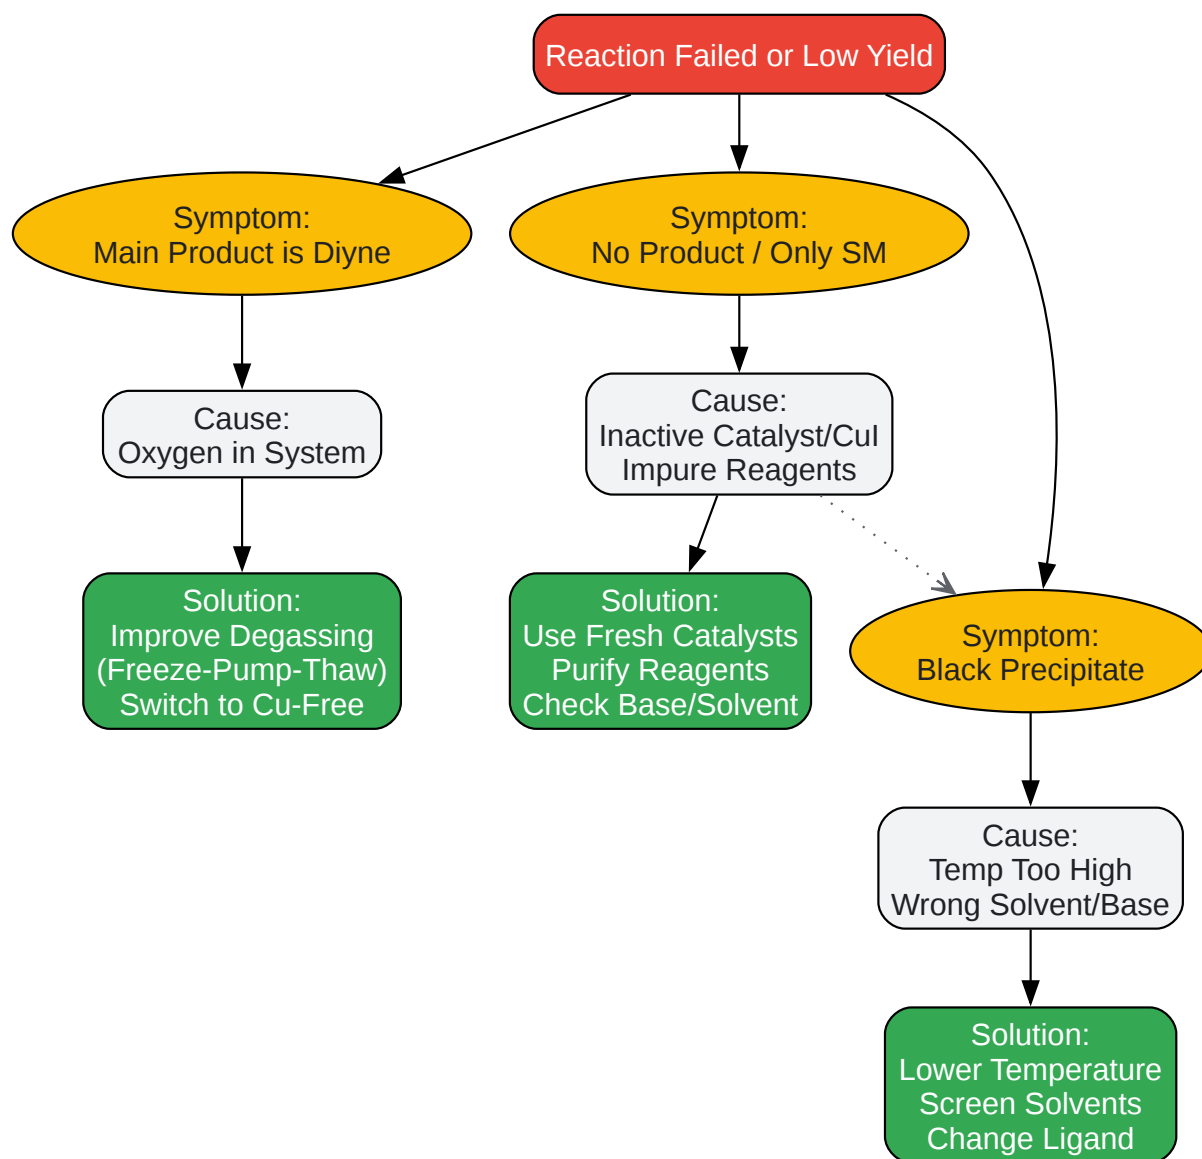 Reaction Failed or Low Yield
Symptom:
Main Product is Diyne
Symptom:
No Product / Only SM
Cause:
Oxygen in System
Cause:
Inactive Catalyst/CuI
Impure Reagents
Solution:
Improve Degassing
(Freeze-Pump-Thaw)
Switch to Cu-Free
Solution:
Use Fresh Catalysts
Purify Reagents
Check Base/Solvent
Symptom:
Black Precipitate
Cause:
Temp Too High
Wrong Solvent/Base
Solution:
Lower Temperature
Screen Solvents
Change Ligand